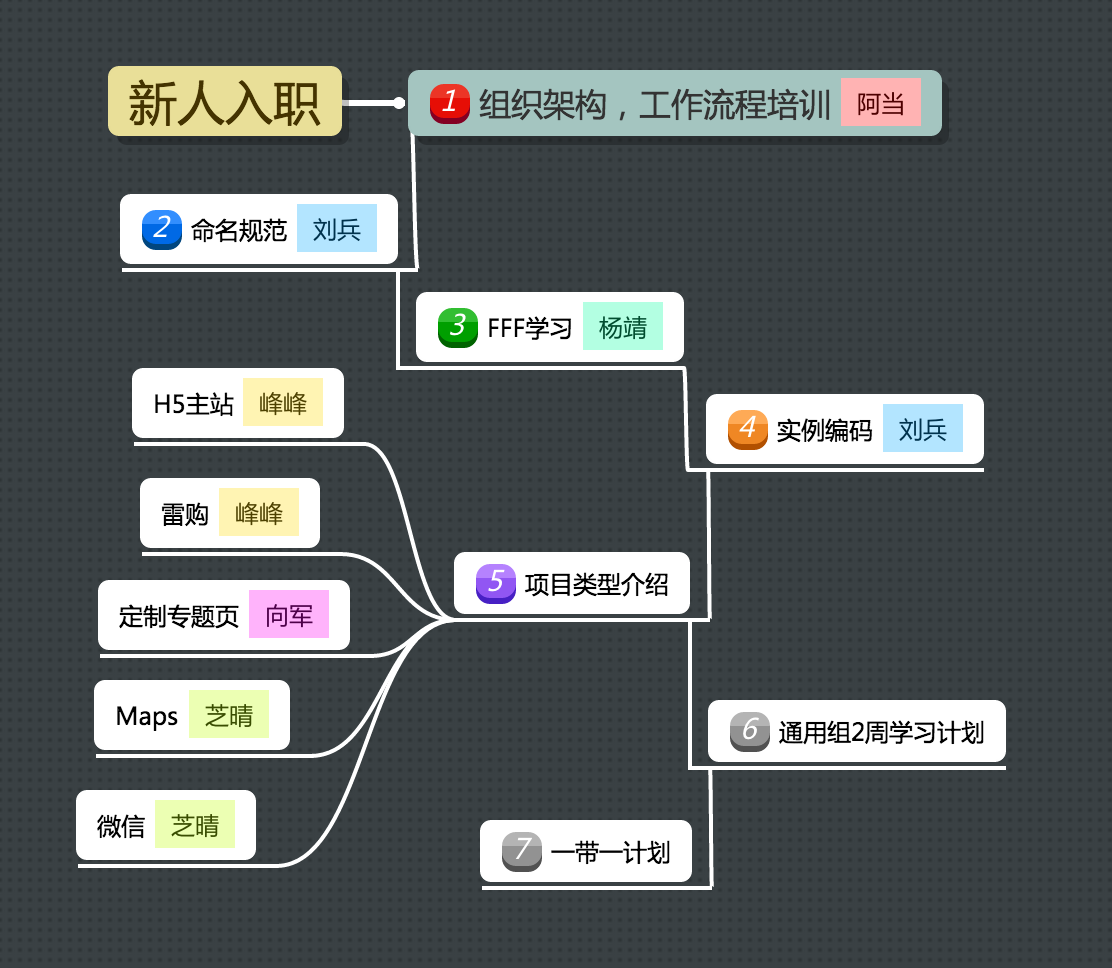 新人入职
1 组织架构，工作流程培训 阿当
2 命名规范 刘兵
3 FFF学习 杨靖
4 实例编码 刘兵
5 项目类型介绍
H5主站 峰峰
雷购 峰峰
定制专题页 向军
Maps 芝晴
微信 芝晴
6 通用组2周学习计划
7 一带一计划